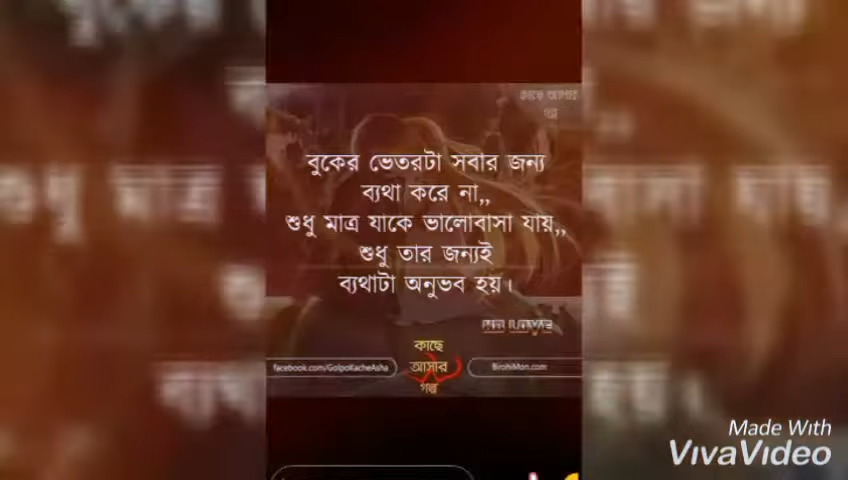 বুকের ভেতরটা সবার জন্য
ব্যথা করে না,,
শুধু মাত্র যাকে ভালোবাসা যায়,,
শুধু তার জন্যই
ব্যথাটা অনুভব হয়।
কাছে
আসার
গল্প
facebook.com/GolpoKacheAsha
BirohiMon.com
Made With
VivaVideo